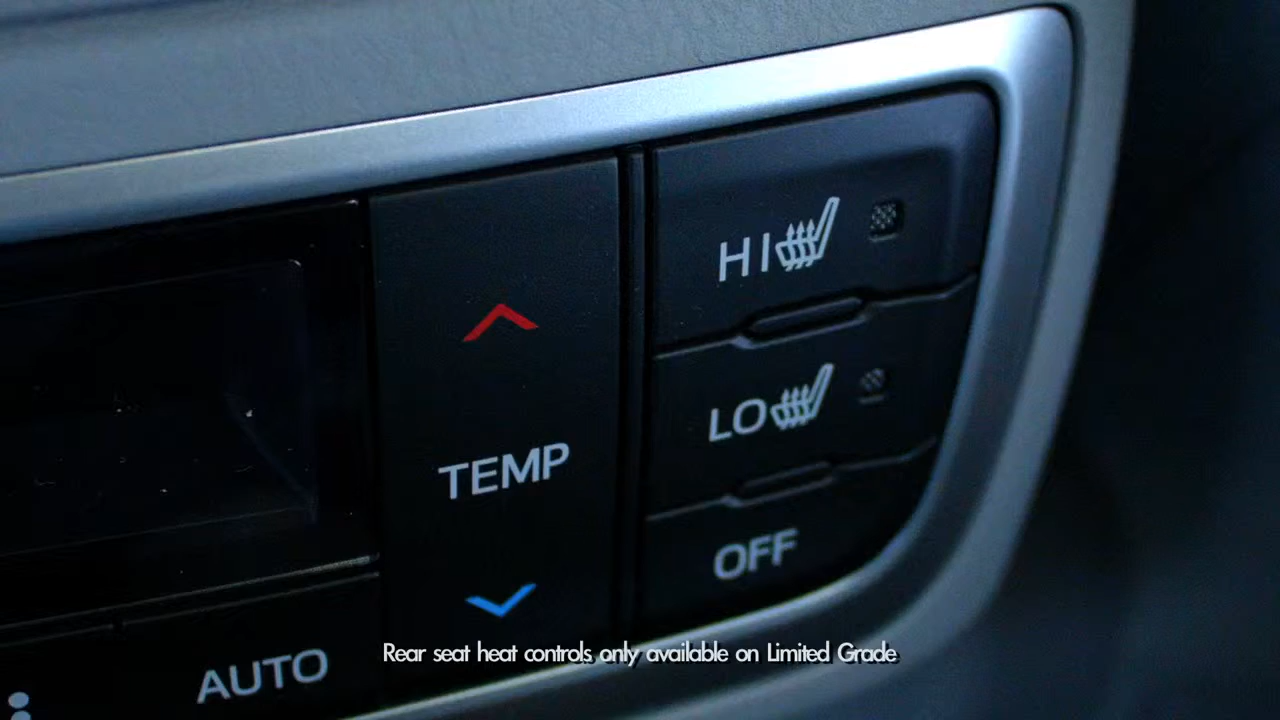 HI
LO
TEMP
OFF
AUTO
Rear seat heat controls only available on Limited Grade